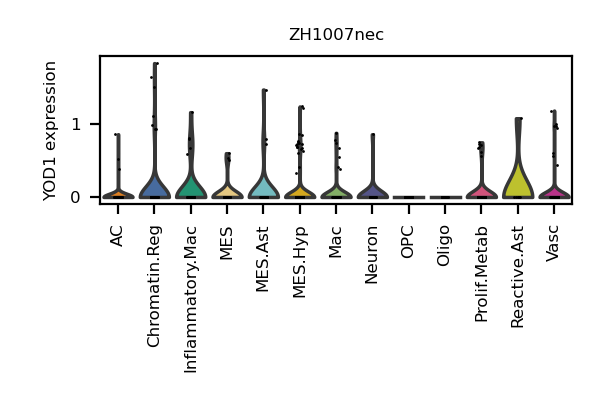 ZH1007nec
YOD1 expression
1
0
AC
Chromatin.Reg
Inflammatory.Mac
MES
MES.Ast
MES.Hyp
Mac
Neuron
OPC
Oligo
Prolif.Metab
Reactive.Ast
Vasc